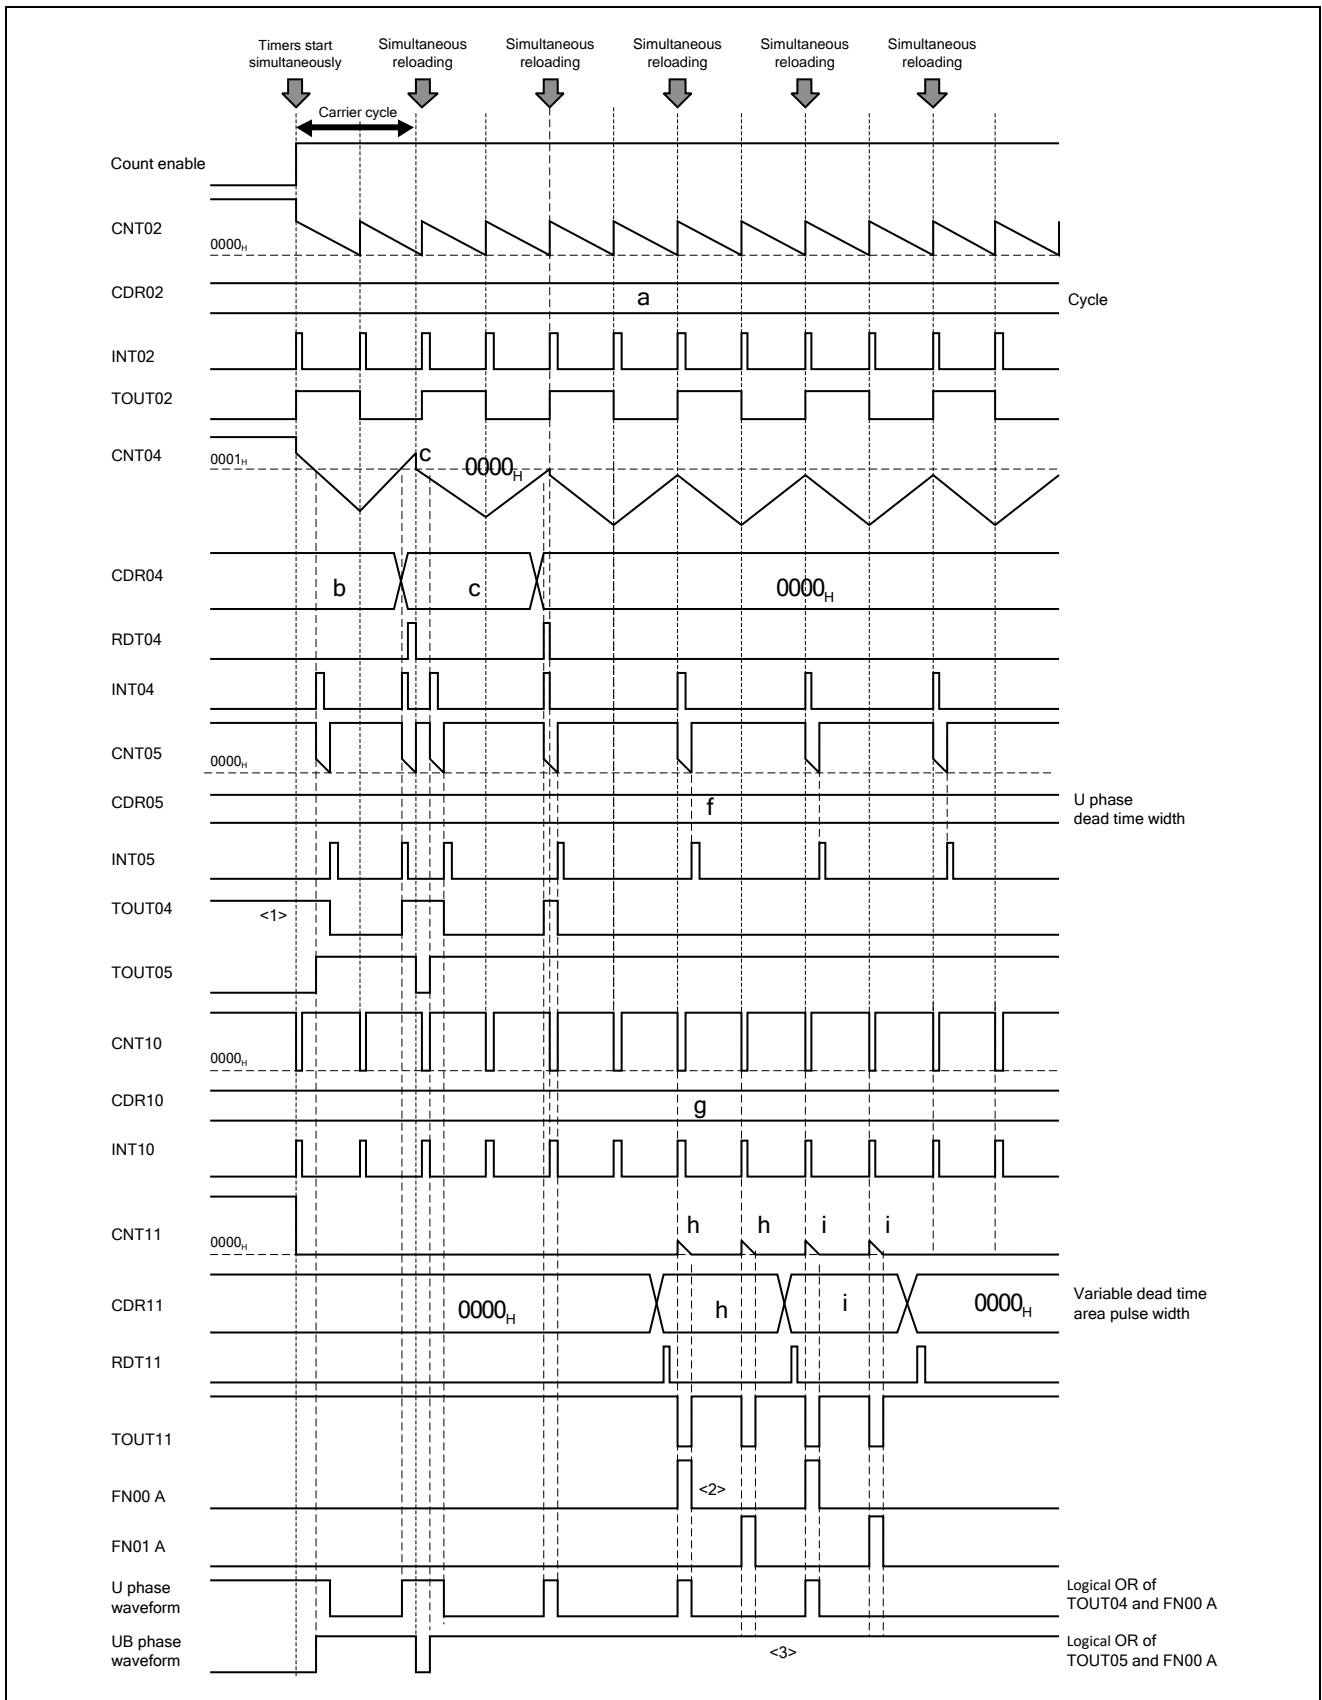 Timers start
simultaneously
Simultaneous
reloading
Simultaneous
reloading
Simultaneous
reloading
Simultaneous
reloading
Simultaneous
reloading
Carrier cycle
Count enable
CNT02
0000H
CDR02
a
Cycle
INT02
TOUT02
CNT04
0001H
c
0000H
CDR04
b
c
0000H
RDT04
INT04
CNT05
0000H
CDR05
f
U phase
dead time width
INT05
TOUT04
<1>
TOUT05
CNT10
0000H
CDR10
g
INT10
CNT11
0000H
h
h
i
i
CDR11
0000H
h
i
0000H
Variable dead time
area pulse width
RDT11
TOUT11
FN00 A
<2>
FN01 A
U phase
waveform
Logical OR of
TOUT04 and FN00 A
UB phase
waveform
<3>
Logical OR of
TOUT05 and FN00 A